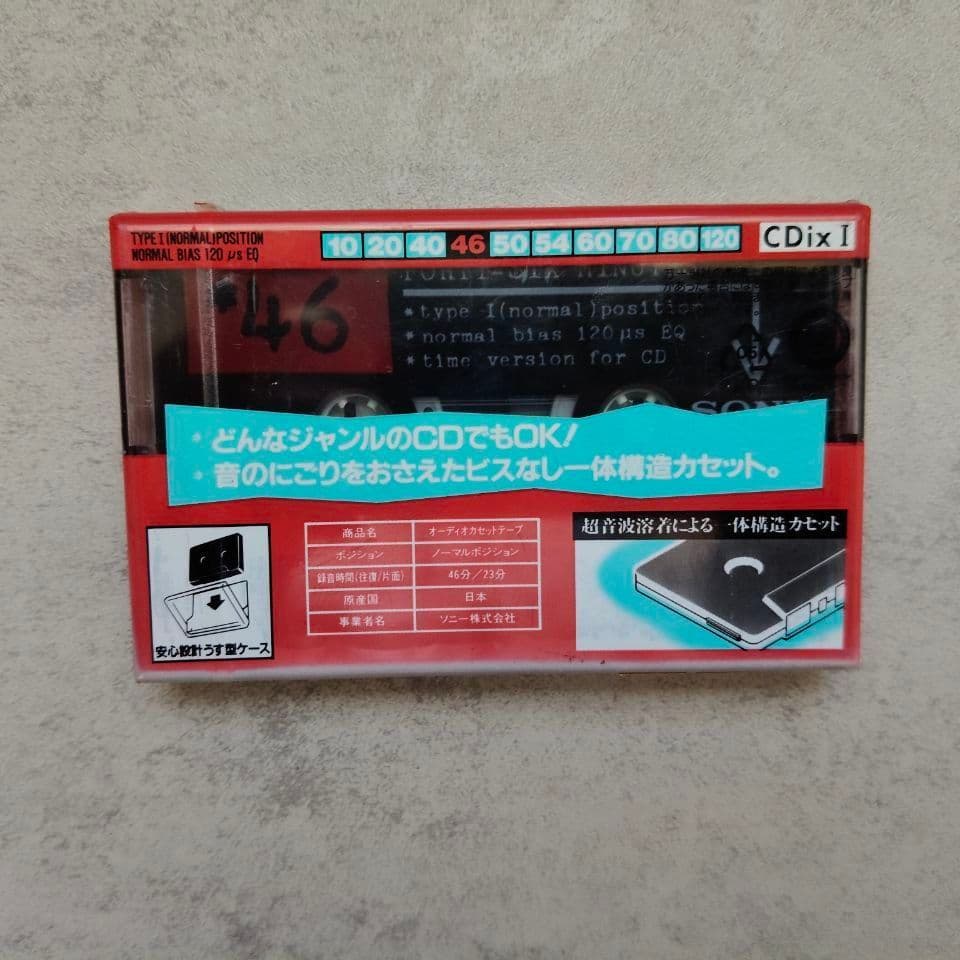 TYPE I (NORMAL) POSITION
NORMAL BIAS 120 µs EQ
10 20 40 46 50 54 60 70 80 120
CDix I
*46
FORTY-SIX MINUT
* type I(normal)position
* normal bias 120µs EQ
* time version for CD
SONY
* どんなジャンルのCDでもOK!
* 音のにごりをおさえたビスなし一体構造カセット。
安心設計うす型ケース
商品名 オーディオカセットテープ
ポジション ノーマルポジション
録音時間(往復/片面) 46分/23分
原産国 日本
事業者名 ソニー株式会社
超音波溶着による一体構造カセット